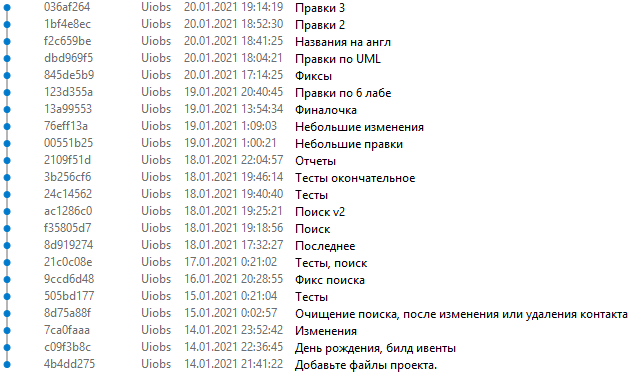 036af264 Uiobs 20.01.2021 19:14:19 Правки 3
1bf4e8ec Uiobs 20.01.2021 18:52:30 Правки 2
f2c659be Uiobs 20.01.2021 18:41:25 Названия на англ
dbd969f5 Uiobs 20.01.2021 18:04:21 Правки по UML
845de5b9 Uiobs 20.01.2021 17:14:25 Фиксы
123d355a Uiobs 19.01.2021 20:40:45 Правки по 6 лабе
13a99553 Uiobs 19.01.2021 13:54:34 Финалочка
76eff13a Uiobs 19.01.2021 1:09:03 Небольшие изменения
00551b25 Uiobs 19.01.2021 1:00:21 Небольшие правки
2109f51d Uiobs 18.01.2021 22:04:57 Отчеты
3b256cf6 Uiobs 18.01.2021 19:46:14 Тесты окончательное
24c14562 Uiobs 18.01.2021 19:40:40 Тесты
ac1286c0 Uiobs 18.01.2021 19:25:21 Поиск v2
f35805d7 Uiobs 18.01.2021 19:18:56 Поиск
8d919274 Uiobs 18.01.2021 17:32:27 Последнее
21c0c08e Uiobs 17.01.2021 0:21:02 Тесты, поиск
9ccd6d48 Uiobs 16.01.2021 20:28:55 Фикс поиска
505bd177 Uiobs 15.01.2021 0:21:04 Тесты
8d75a88f Uiobs 15.01.2021 0:02:57 Очищение поиска, после изменения или удаления контакта
7ca0faaa Uiobs 14.01.2021 23:52:42 Изменения
c09f3b8c Uiobs 14.01.2021 22:36:45 День рождения, билд ивенты
4b4dd275 Uiobs 14.01.2021 21:41:22 Добавьте файлы проекта.